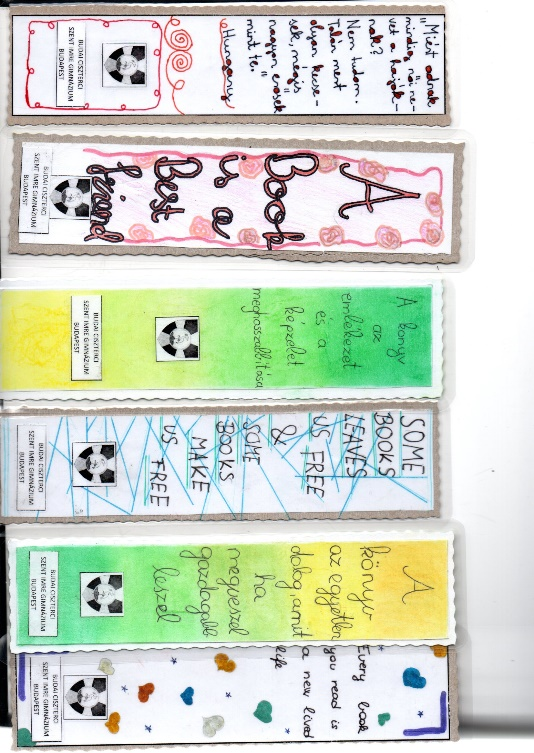 "Miért adnak
mindig női ne-
vet a hajók-
nak?
Nem tudom.
Talán mert
olyan kecse-
sek, mégis
nagyon erősek
mint te."
Hungary
BUDAI CISZTERCI
SZENT IMRE GIMNÁZIUM
BUDAPEST
A
Book
is a
Best
friend
BUDAI CISZTERCI
SZENT IMRE GIMNÁZIUM
BUDAPEST
A könyv
az
emlékezet
és a
képzelet
meghosszabbítása
BUDAI CISZTERCI
SZENT IMRE GIMNÁZIUM
BUDAPEST
SOME
BOOKS
LEAVES
US FREE
&
SOME
BOOKS
MAKE
US
FREE
BUDAI CISZTERCI
SZENT IMRE GIMNÁZIUM
BUDAPEST
A
könyv
az egyetlen
dolog, amit
ha
megveszel
gazdagabb
leszel
BUDAI CISZTERCI
SZENT IMRE GIMNÁZIUM
BUDAPEST
Every book
you read is
a new lived
life
BUDAI CISZTERCI
SZENT IMRE GIMNÁZIUM
BUDAPEST